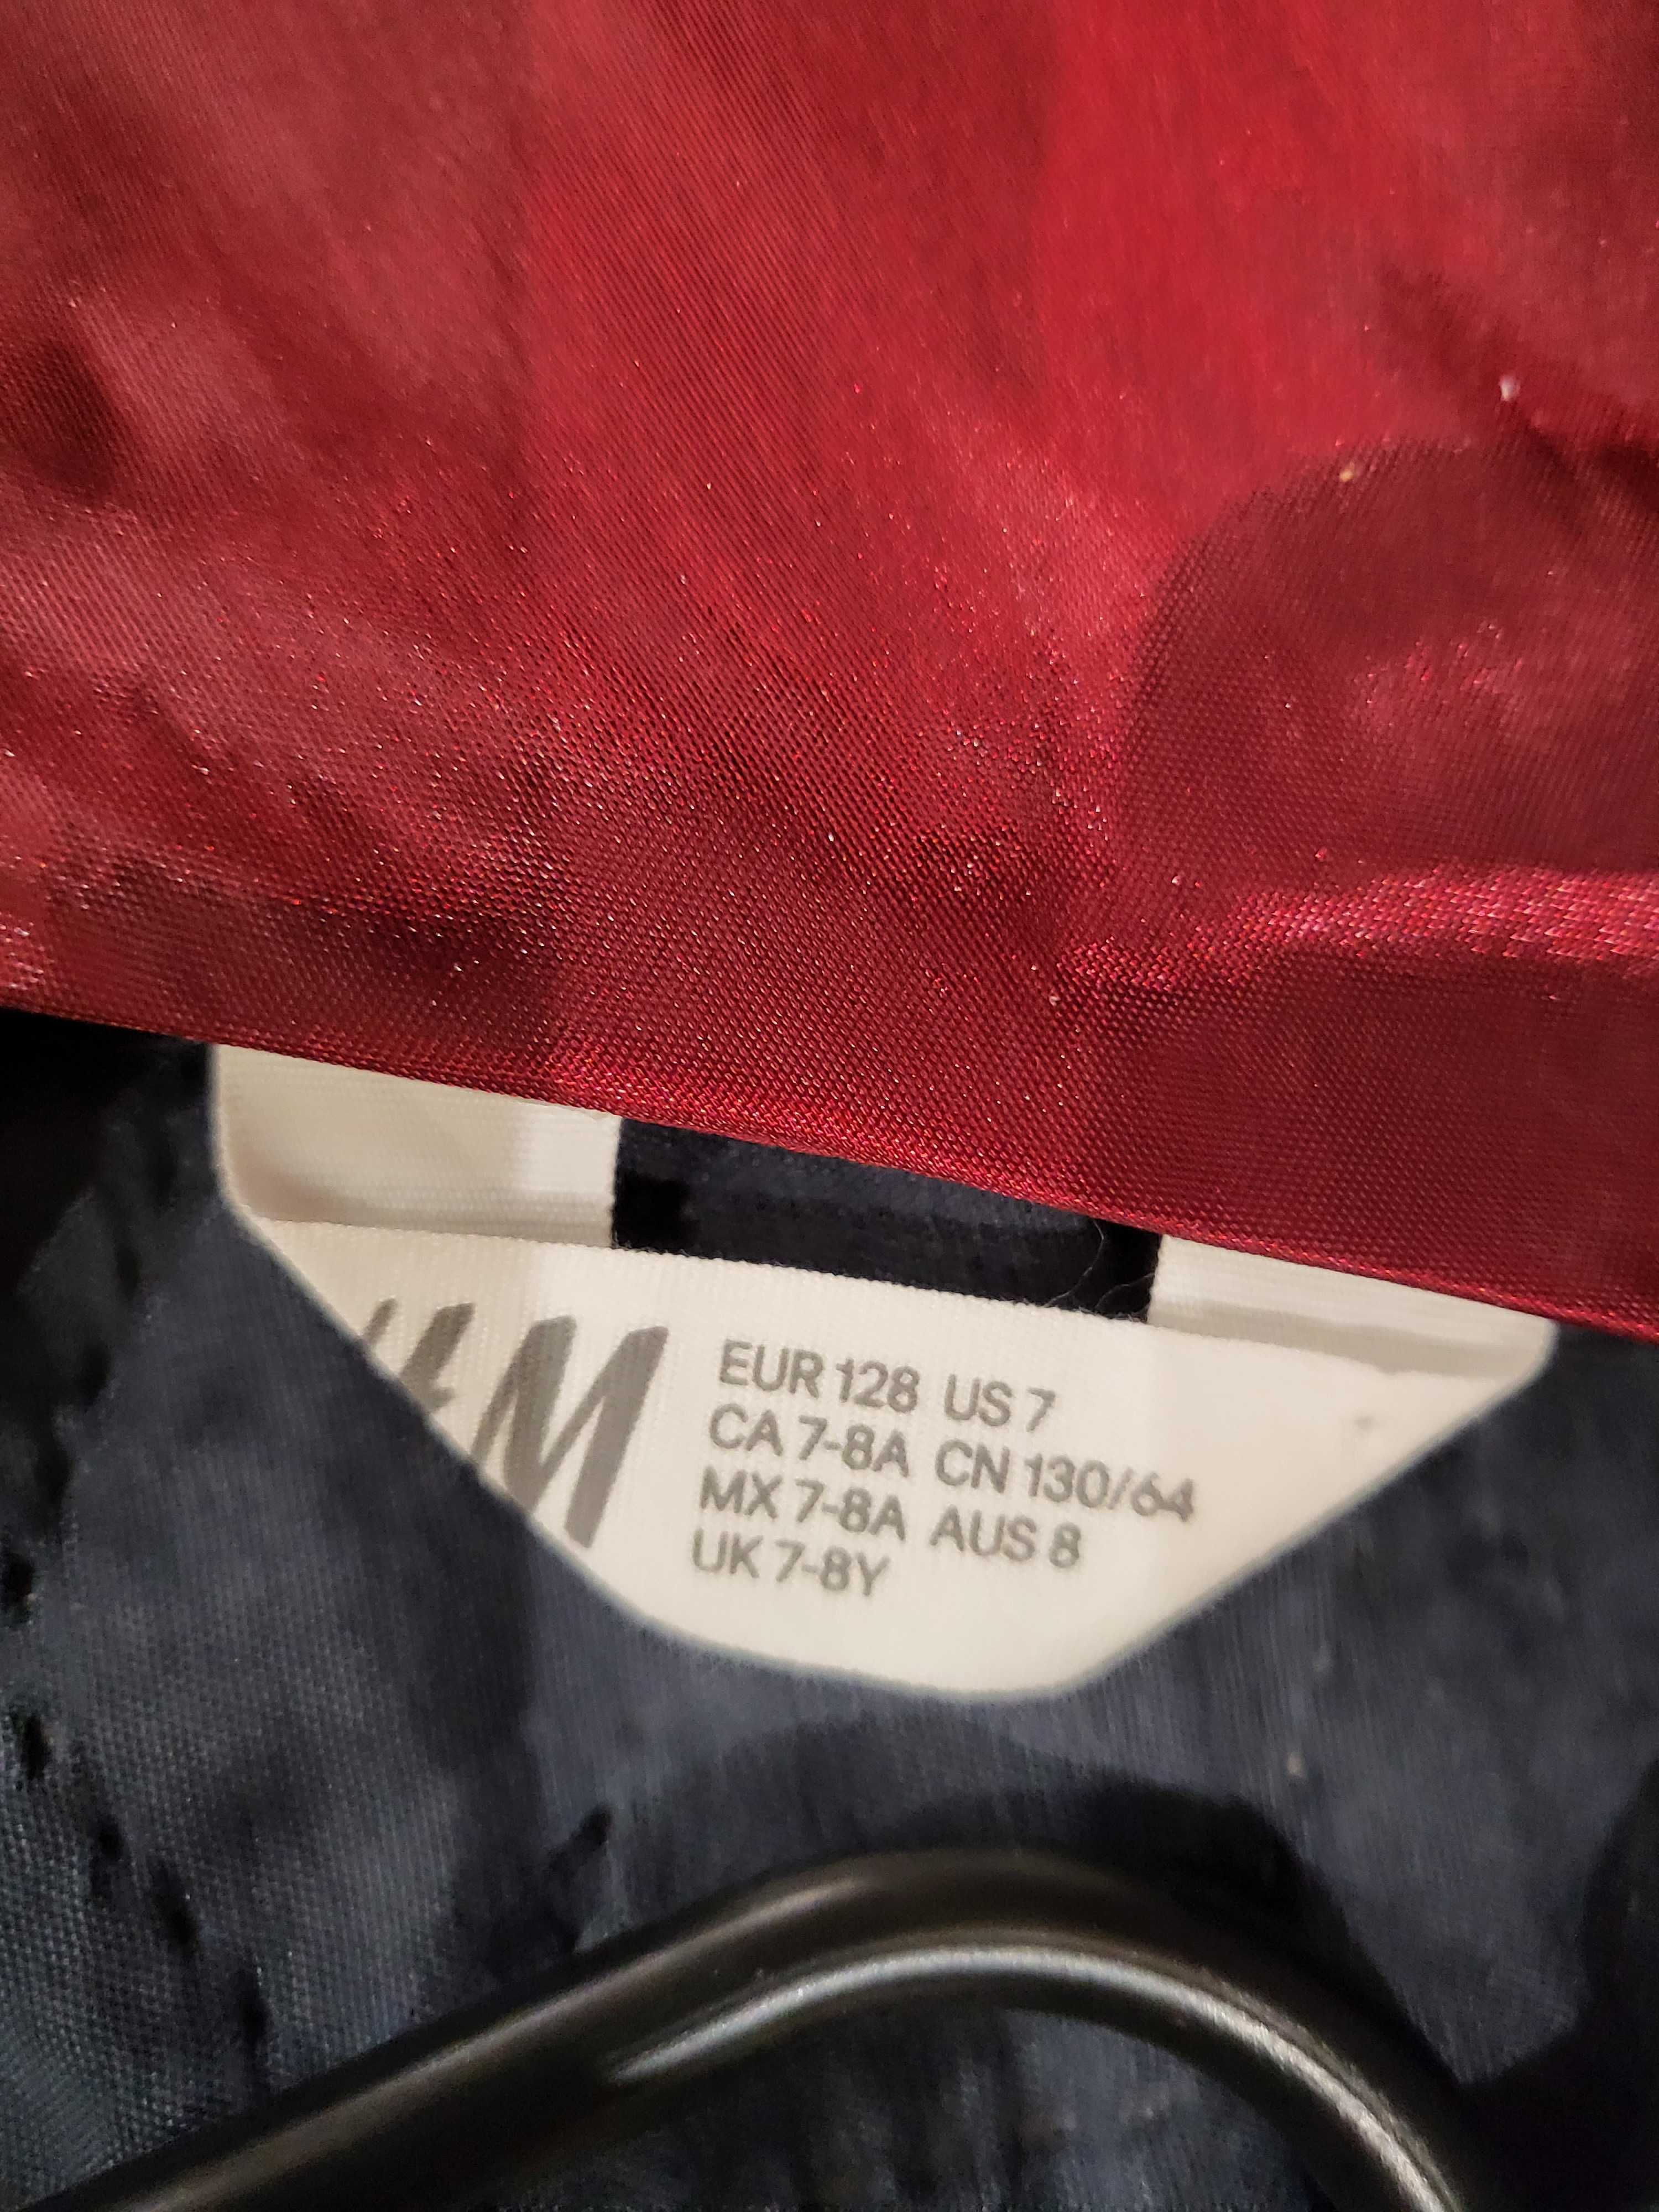 H&M
EUR 128 US 7
CA 7-8A CN 130/64
MX 7-8A AUS 8
UK 7-8Y